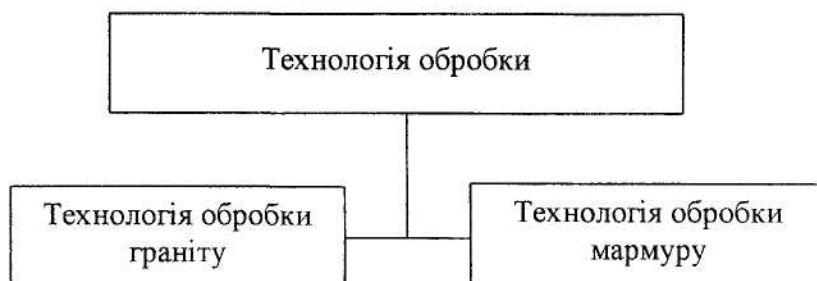 Технологія обробки
Технологія обробки
граніту
Технологія обробки
мармуру